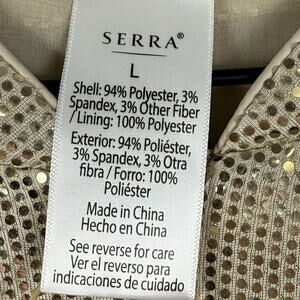 SERRA®
L
Shell: 94% Polyester, 3%
Spandex, 3% Other Fiber
/ Lining: 100% Polyester
Exterior: 94% Poliéster,
3% Spandex, 3% Otra
fibra / Forro: 100%
Poliéster
Made in China
Hecho en China
See reverse for care
Ver el reverso para
indicaciones de cuidado